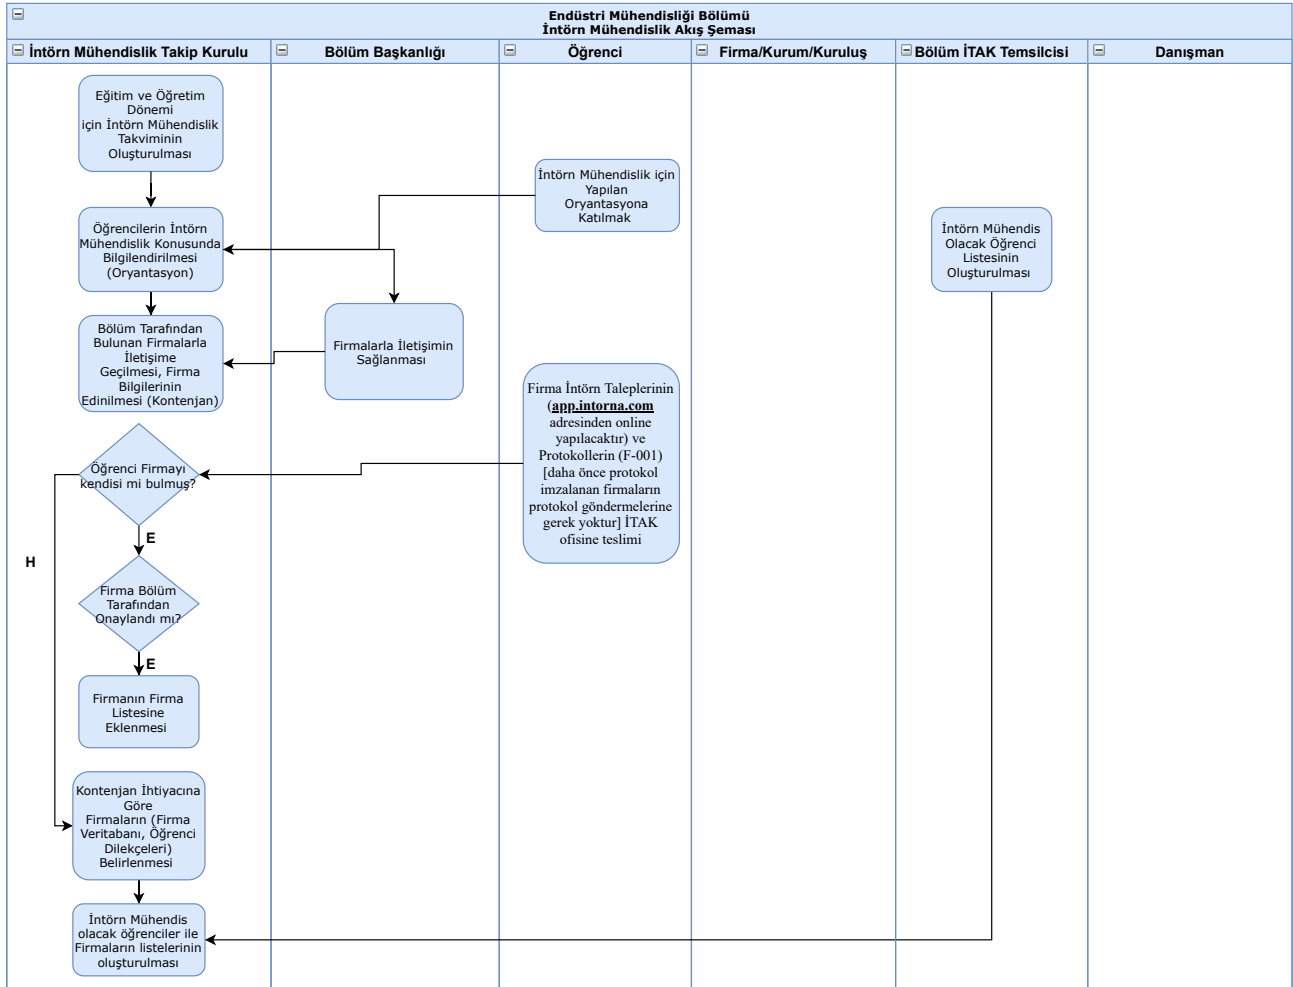 Endüstri Mühendisliği Bölümü
İntörn Mühendislik Akış Şeması
İntörn Mühendislik Takip Kurulu
Bölüm Başkanlığı
Öğrenci
Firma/Kurum/Kuruluş
Bölüm İTAK Temsilcisi
Danışman
Eğitim ve Öğretim
Dönemi
için İntörn Mühendislik
Takviminin
Oluşturulması
İntörn Mühendislik için
Yapılan
Oryantasyona
Katılmak
Öğrencilerin İntörn
Mühendislik Konusunda
Bilgilendirilmesi
(Oryantasyon)
İntörn Mühendis
Olacak Öğrenci
Listesinin
Oluşturulması
Bölüm Tarafından
Bulunan Firmalarla
İletişime
Geçilmesi, Firma
Bilgilerinin
Edinilmesi (Kontenjan)
Firmalarla İletişimin
Sağlanması
Firma İntörn Taleplerinin
(app.intorna.com
adresinden online
yapılacaktır) ve
Protokollerin (F-001)
[daha önce protokol
imzalanan firmaların
protokol göndermelerine
gerek yoktur] İTAK
ofisine teslimi
Öğrenci Firmayı
kendisi mi bulmuş?
E
H
Firma Bölüm
Tarafından
Onaylandı mı?
E
Firmanın Firma
Listesine
Eklenmesi
Kontenjan İhtiyacına
Göre
Firmaların (Firma
Veritabanı, Öğrenci
Dilekçeleri)
Belirlenmesi
İntörn Mühendis
olacak öğrenciler ile
Firmaların listelerinin
oluşturulması